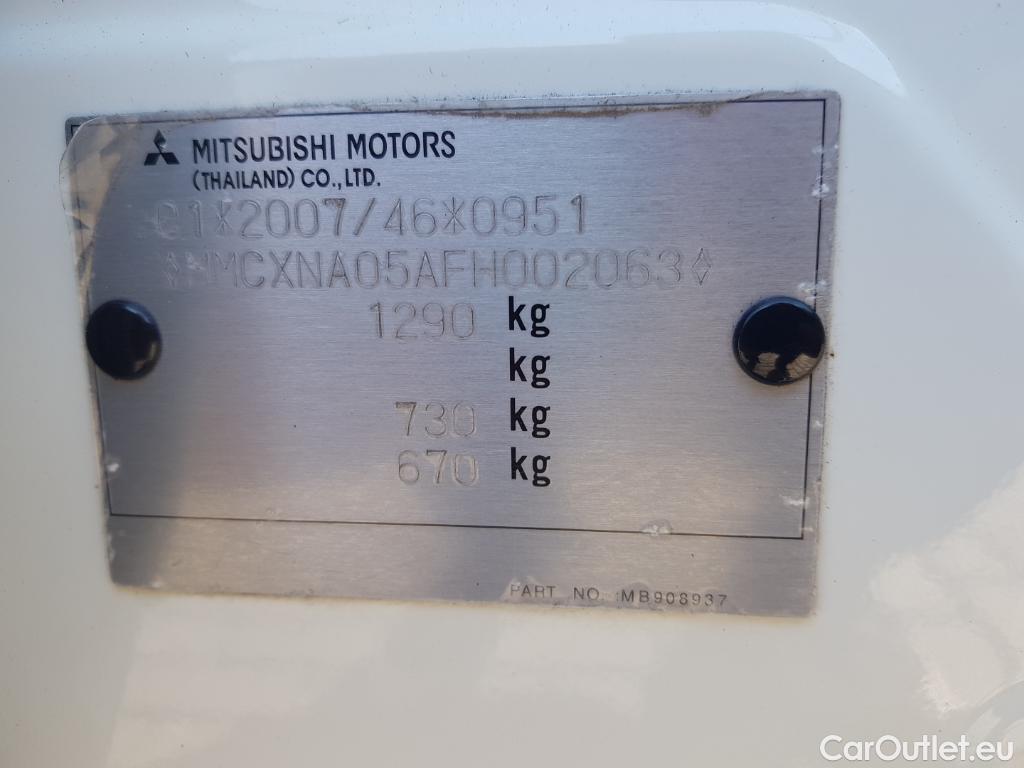 MITSUBISHI MOTORS
(THAILAND) CO., LTD.
e1*2007/46*0951
◊MMCXNA05AFH002063◊
1290 kg
kg
730 kg
670 kg
PART NO. MB908937
CarOutlet.eu